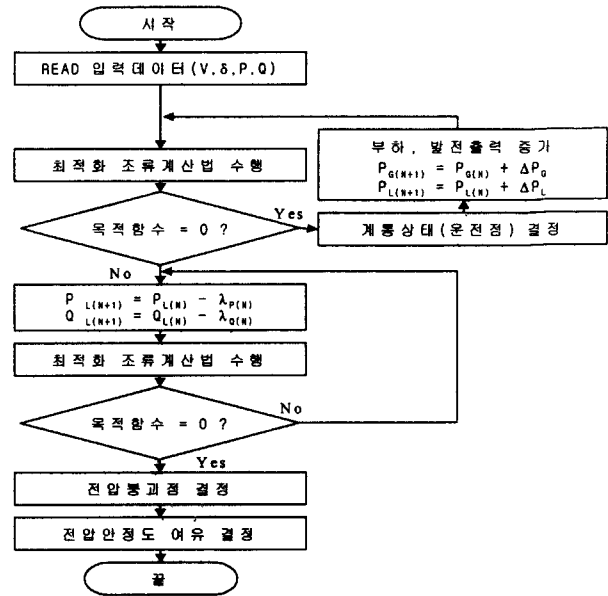 시작
READ 입력데이터(V,δ,P,Q)
최적화 조류계산법 수행
목적함수 = 0 ?
Yes
계통상태(운전점) 결정
부하, 발전출력 증가
P_G(N+1) = P_G(N) + ΔP_G
P_L(N+1) = P_L(N) + ΔP_L
No
P_L(N+1) = P_L(N) - λ_P(N)
Q_L(N+1) = Q_L(N) - λ_Q(N)
최적화 조류계산법 수행
목적함수 = 0 ?
No
Yes
전압붕괴점 결정
전압안정도 여유 결정
끝